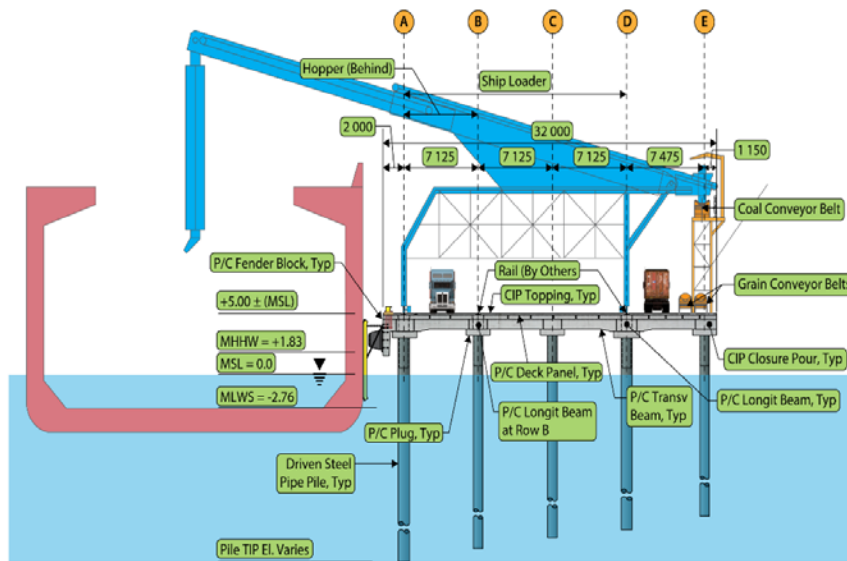 A
B
C
D
E
Hopper (Behind)
Ship Loader
2 000
32 000
7 125
7 125
7 125
7 475
1 150
Coal Conveyor Belt
P/C Fender Block, Typ
Rail (By Others
CIP Topping, Typ
Grain Conveyor Belts
+5.00 ± (MSL)
MHHW = +1.83
MSL = 0.0
MLWS = -2.76
P/C Deck Panel, Typ
CIP Closure Pour, Typ
P/C Plug, Typ
P/C Longit Beam
at Row B
P/C Transv
Beam, Typ
P/C Longit Beam, Typ
Driven Steel
Pipe Pile, Typ
Pile TIP El. Varies